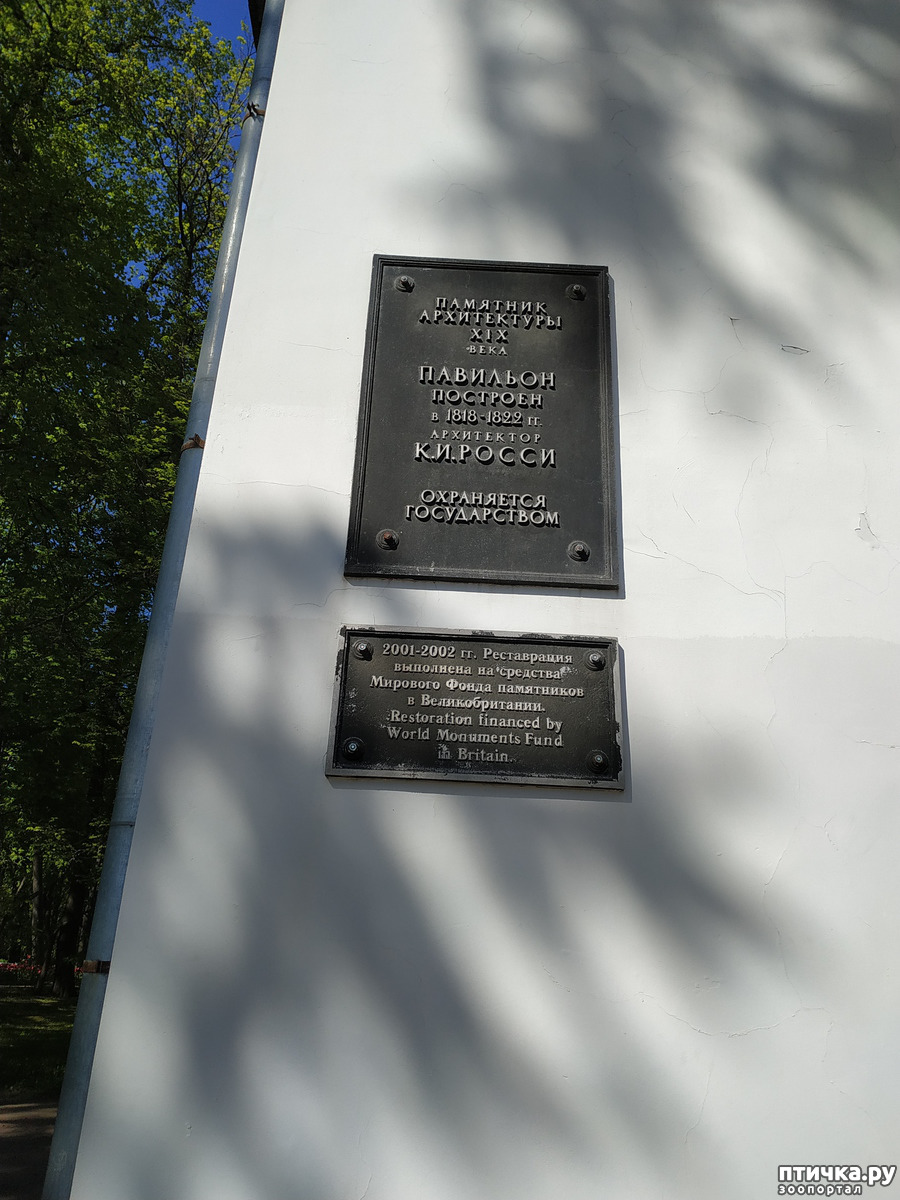 ПАМЯТНИК
АРХИТЕКТУРЫ
XIX
ВЕКА
ПАВИЛЬОН
ПОСТРОЕН
В 1818-1822 ГГ.
АРХИТЕКТОР
К.И.РОССИ
ОХРАНЯЕТСЯ
ГОСУДАРСТВОМ
2001-2002 гг. Реставрация
выполнена на средства
Мирового Фонда памятников
в Великобритании.
Restoration financed by
World Monuments Fund
in Britain.
птичка.ру
зоопортал